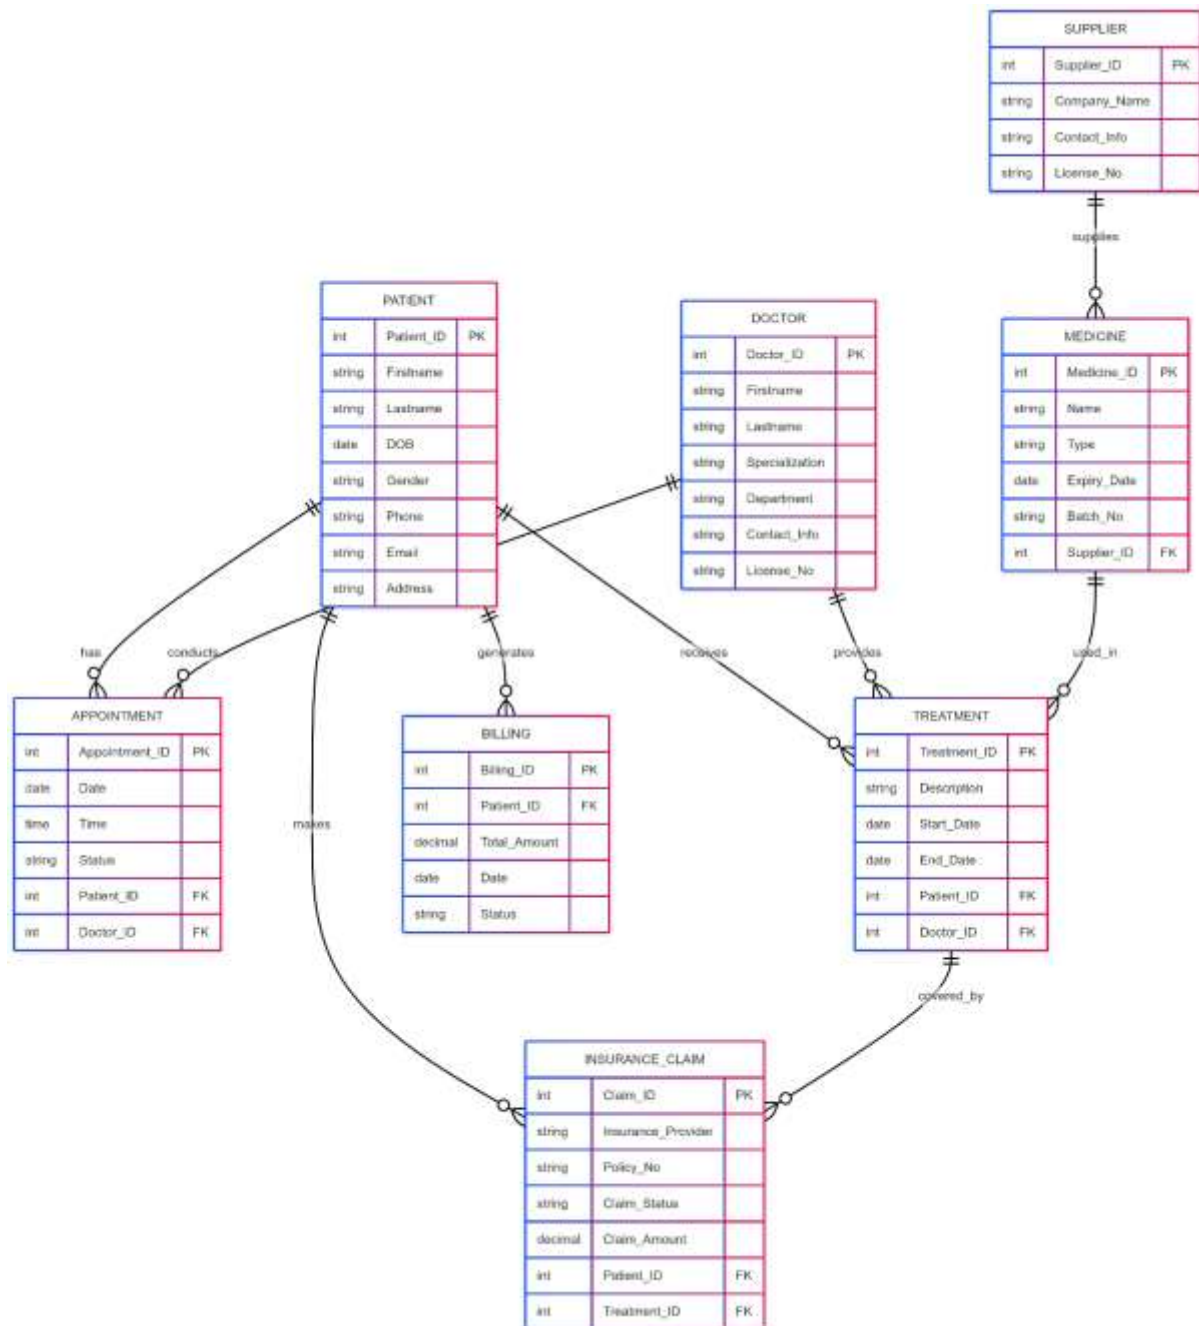 SUPPLIER
int Supplier_ID PK
string Company_Name
string Contact_Info
string License_No
supplies
PATIENT
int Patient_ID PK
string Firstname
string Lastname
date DOB
string Gender
string Phone
string Email
string Address
DOCTOR
int Doctor_ID PK
string Firstname
string Lastname
string Specialization
string Department
string Contact_Info
string License_No
MEDICINE
int Medicine_ID PK
string Name
string Type
date Expiry_Date
string Batch_No
int Supplier_ID FK
has
conducts
generates
receives
provides
used_in
APPOINTMENT
int Appointment_ID PK
date Date
time Time
string Status
int Patient_ID FK
int Doctor_ID FK
makes
BILLING
int Billing_ID PK
int Patient_ID FK
decimal Total_Amount
date Date
string Status
TREATMENT
int Treatment_ID PK
string Description
date Start_Date
date End_Date
int Patient_ID FK
int Doctor_ID FK
covered_by
INSURANCE_CLAIM
int Claim_ID PK
string Insurance_Provider
string Policy_No
string Claim_Status
decimal Claim_Amount
int Patient_ID FK
int Treatment_ID FK